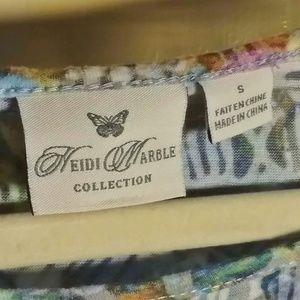 HEIDI MARBLE
COLLECTION
S
FAIT EN CHINE
MADE IN CHINA